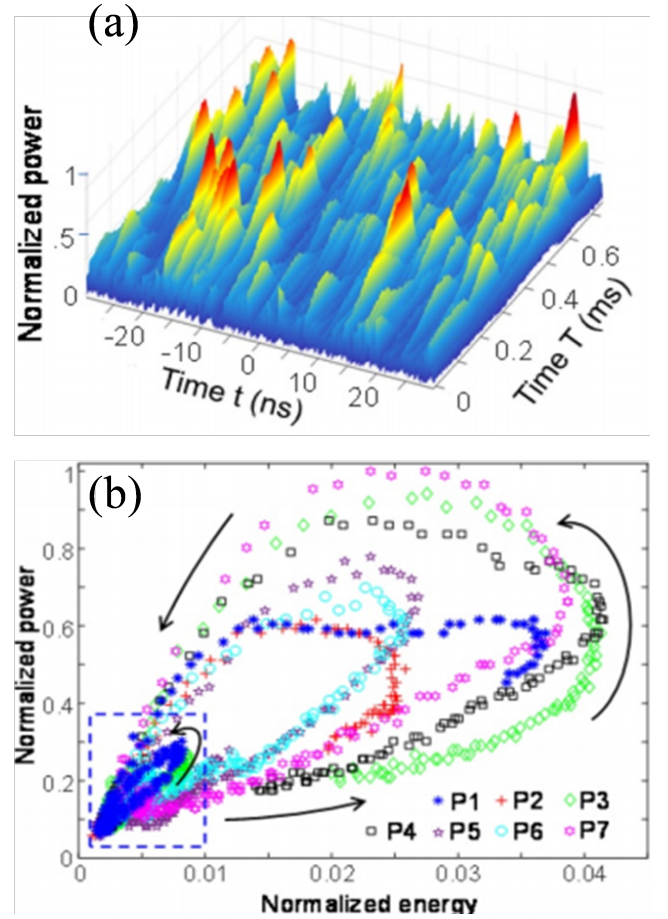 (a)
Normalized power
1
.5
0
-20
-10
0
10
20
Time t (ns)
0
0.2
0.4
0.6
Time T (ms)
(b)
Normalized power
1
0.8
0.6
0.4
0.2
0
0
0.01
0.02
0.03
0.04
P1 P2 P3
P4 P5 P6 P7
Normalized energy